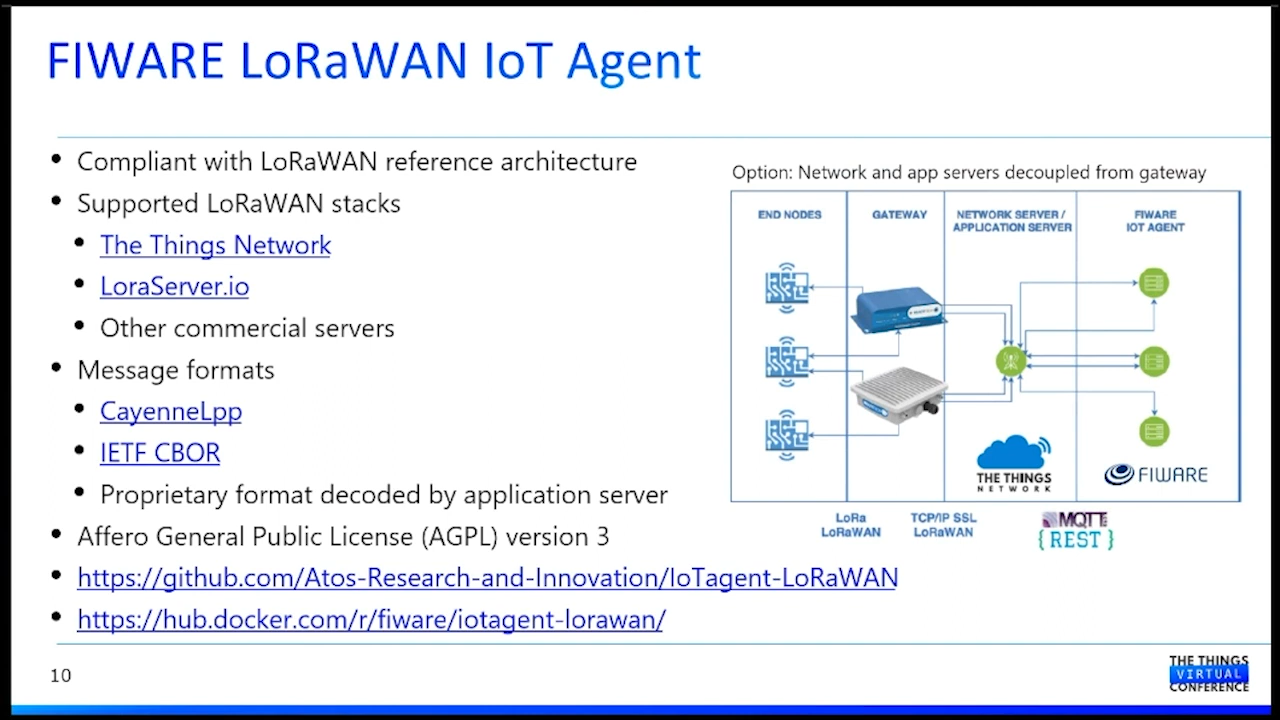 FIWARE LoRaWAN IoT Agent
• Compliant with LoRaWAN reference architecture
• Supported LoRaWAN stacks
• The Things Network
• LoraServer.io
• Other commercial servers
• Message formats
• CayenneLpp
• IETF CBOR
• Proprietary format decoded by application server
• Affero General Public License (AGPL) version 3
• https://github.com/Atos-Research-and-Innovation/IoTagent-LoRaWAN
• https://hub.docker.com/r/fiware/iotagent-lorawan/
Option: Network and app servers decoupled from gateway
END NODES
GATEWAY
NETWORK SERVER /
APPLICATION SERVER
FIWARE
IOT AGENT
THE THINGS
NETWORK
FIWARE
LoRa
LoRaWAN
TCP/IP SSL
LoRaWAN
MQTT
{ REST }
10
THE THINGS
VIRTUAL
CONFERENCE